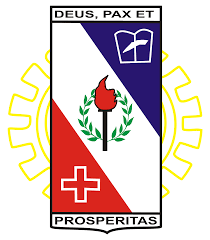 DEUS, PAX ET
PROSPERITAS